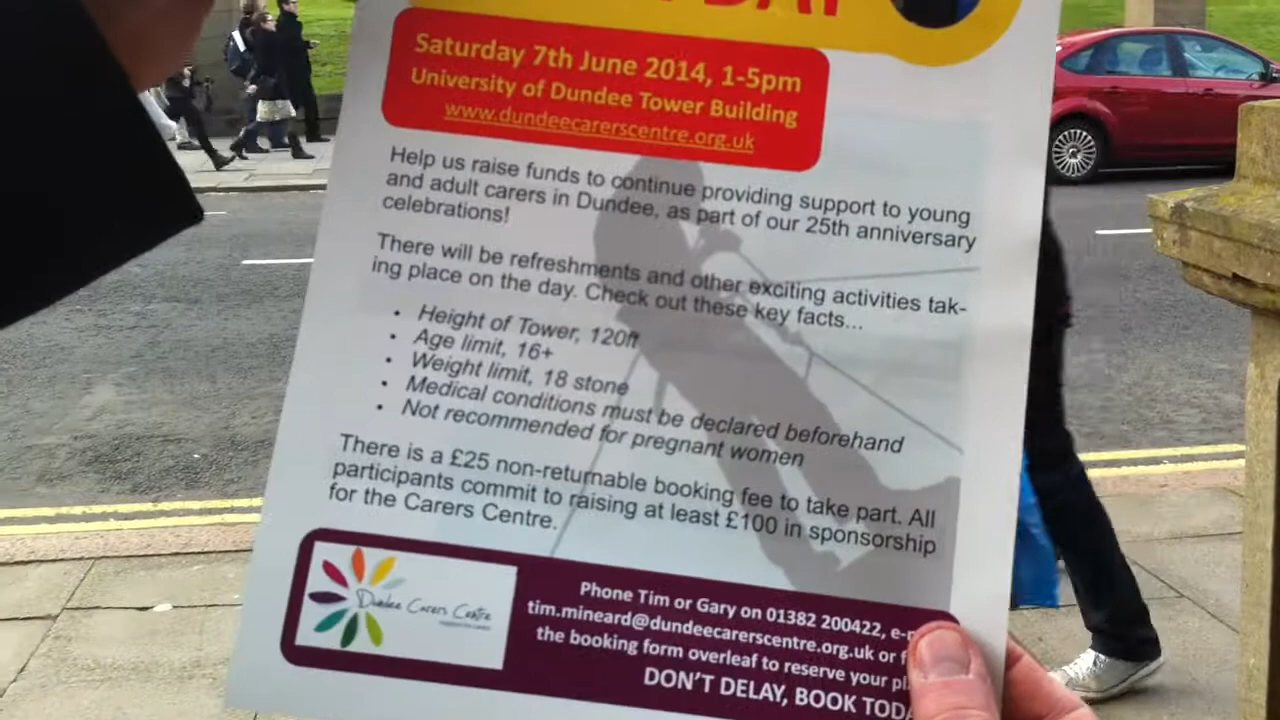 DAY
Saturday 7th June 2014, 1-5pm
University of Dundee Tower Building
www.dundeecarerscentre.org.uk
Help us raise funds to continue providing support to young
and adult carers in Dundee, as part of our 25th anniversary
celebrations!
There will be refreshments and other exciting activities tak-
ing place on the day. Check out these key facts...
• Height of Tower, 120ft
• Age limit, 16+
• Weight limit, 18 stone
• Medical conditions must be declared beforehand
• Not recommended for pregnant women
There is a £25 non-returnable booking fee to take part. All
participants commit to raising at least £100 in sponsorship
for the Carers Centre.
Dundee Carers Centre
Phone Tim or Gary on 01382 200422, e-
tim.mineard@dundeecarerscentre.org.uk or
the booking form overleaf to reserve your
DON'T DELAY, BOOK